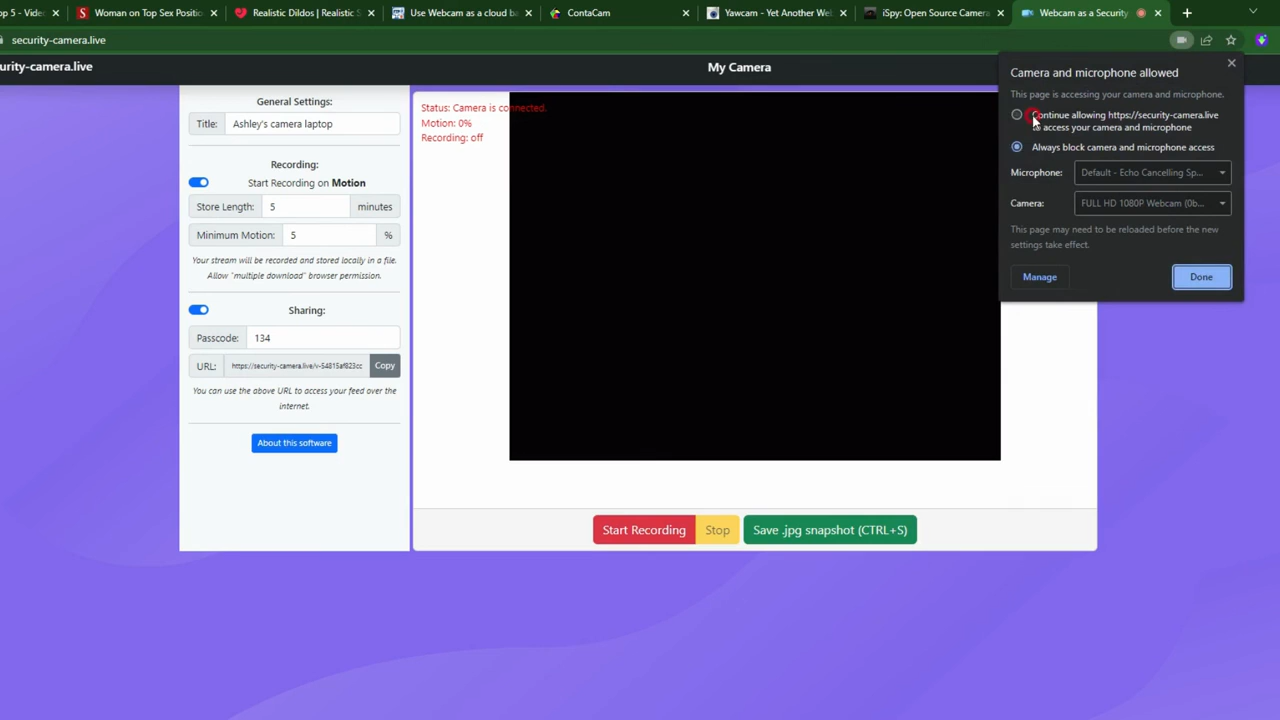 op 5 - Vide
Woman on Top Sex Positio
Realistic Dildos | Realistic S
Use Webcam as a cloud ba
ContaCam
Yawcam - Yet Another We
iSpy: Open Source Camera
Webcam as a Security
security-camera.live
urity-camera.live
My Camera
General Settings:
Title: Ashley's camera laptop
Recording:
Start Recording on Motion
Store Length: 5 minutes
Minimum Motion: 5 %
Your stream will be recorded and stored locally in a file.
Allow "multiple download" browser permission.
Sharing:
Passcode: 134
URL: https://security-camera.live/v-54815af823cc Copy
You can use the above URL to access your feed over the
internet.
About this software
Status: Camera is connected.
Motion: 0%
Recording: off
Start Recording
Stop
Save .jpg snapshot (CTRL+S)
Camera and microphone allowed
This page is accessing your camera and microphone.
Continue allowing https://security-camera.live
to access your camera and microphone
Always block camera and microphone access
Microphone: Default - Echo Cancelling Sp...
Camera: FULL HD 1080P Webcam (0b...
This page may need to be reloaded before the new
settings take effect.
Manage
Done